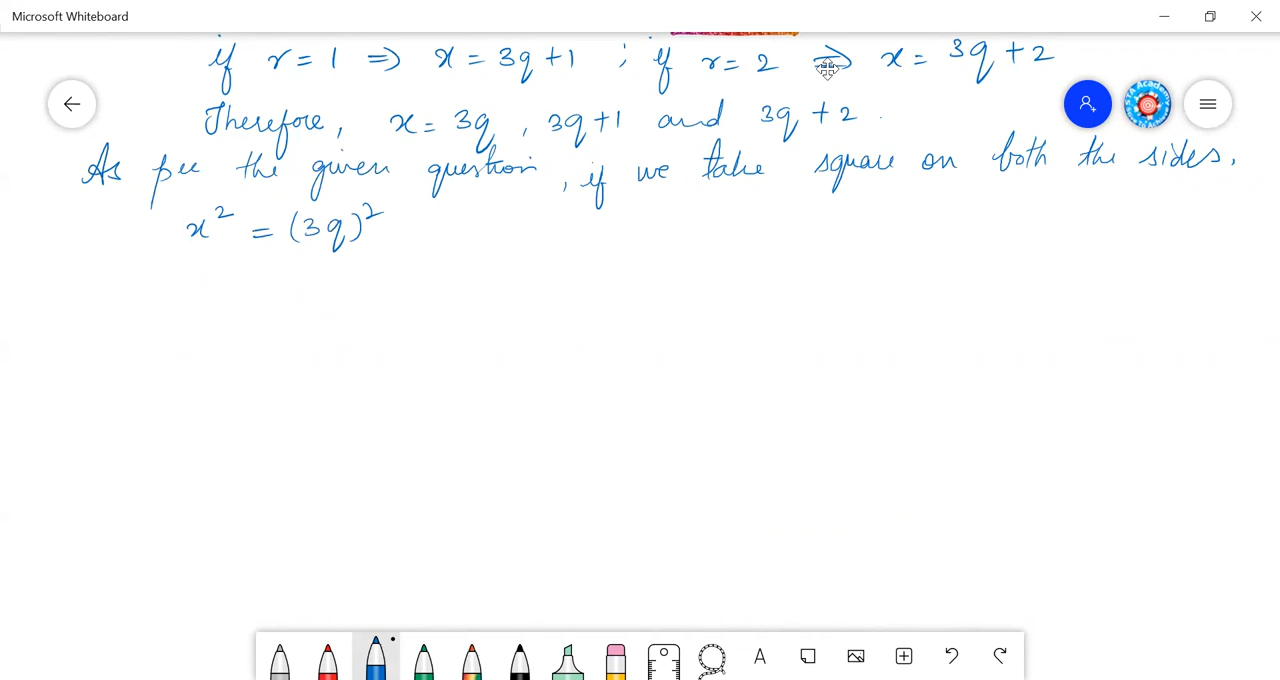 Microsoft Whiteboard
if r = 1 ⇒ x = 3q + 1 ; if r = 2 ⇒ x = 3q + 2
Therefore, x = 3q , 3q + 1 and 3q + 2 .
As per the given question, if we take square on both the sides,
x² = (3q)²
A